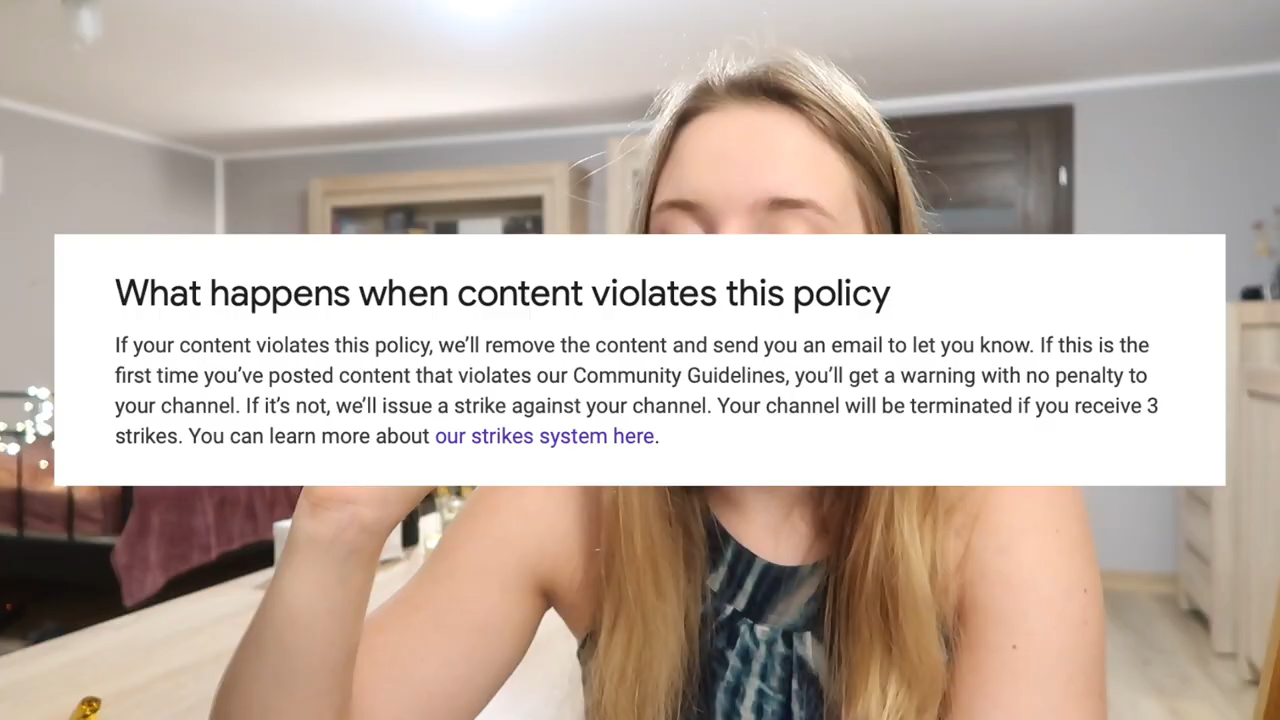 What happens when content violates this policy
If your content violates this policy, we’ll remove the content and send you an email to let you know. If this is the
first time you’ve posted content that violates our Community Guidelines, you’ll get a warning with no penalty to
your channel. If it’s not, we’ll issue a strike against your channel. Your channel will be terminated if you receive 3
strikes. You can learn more about our strikes system here.